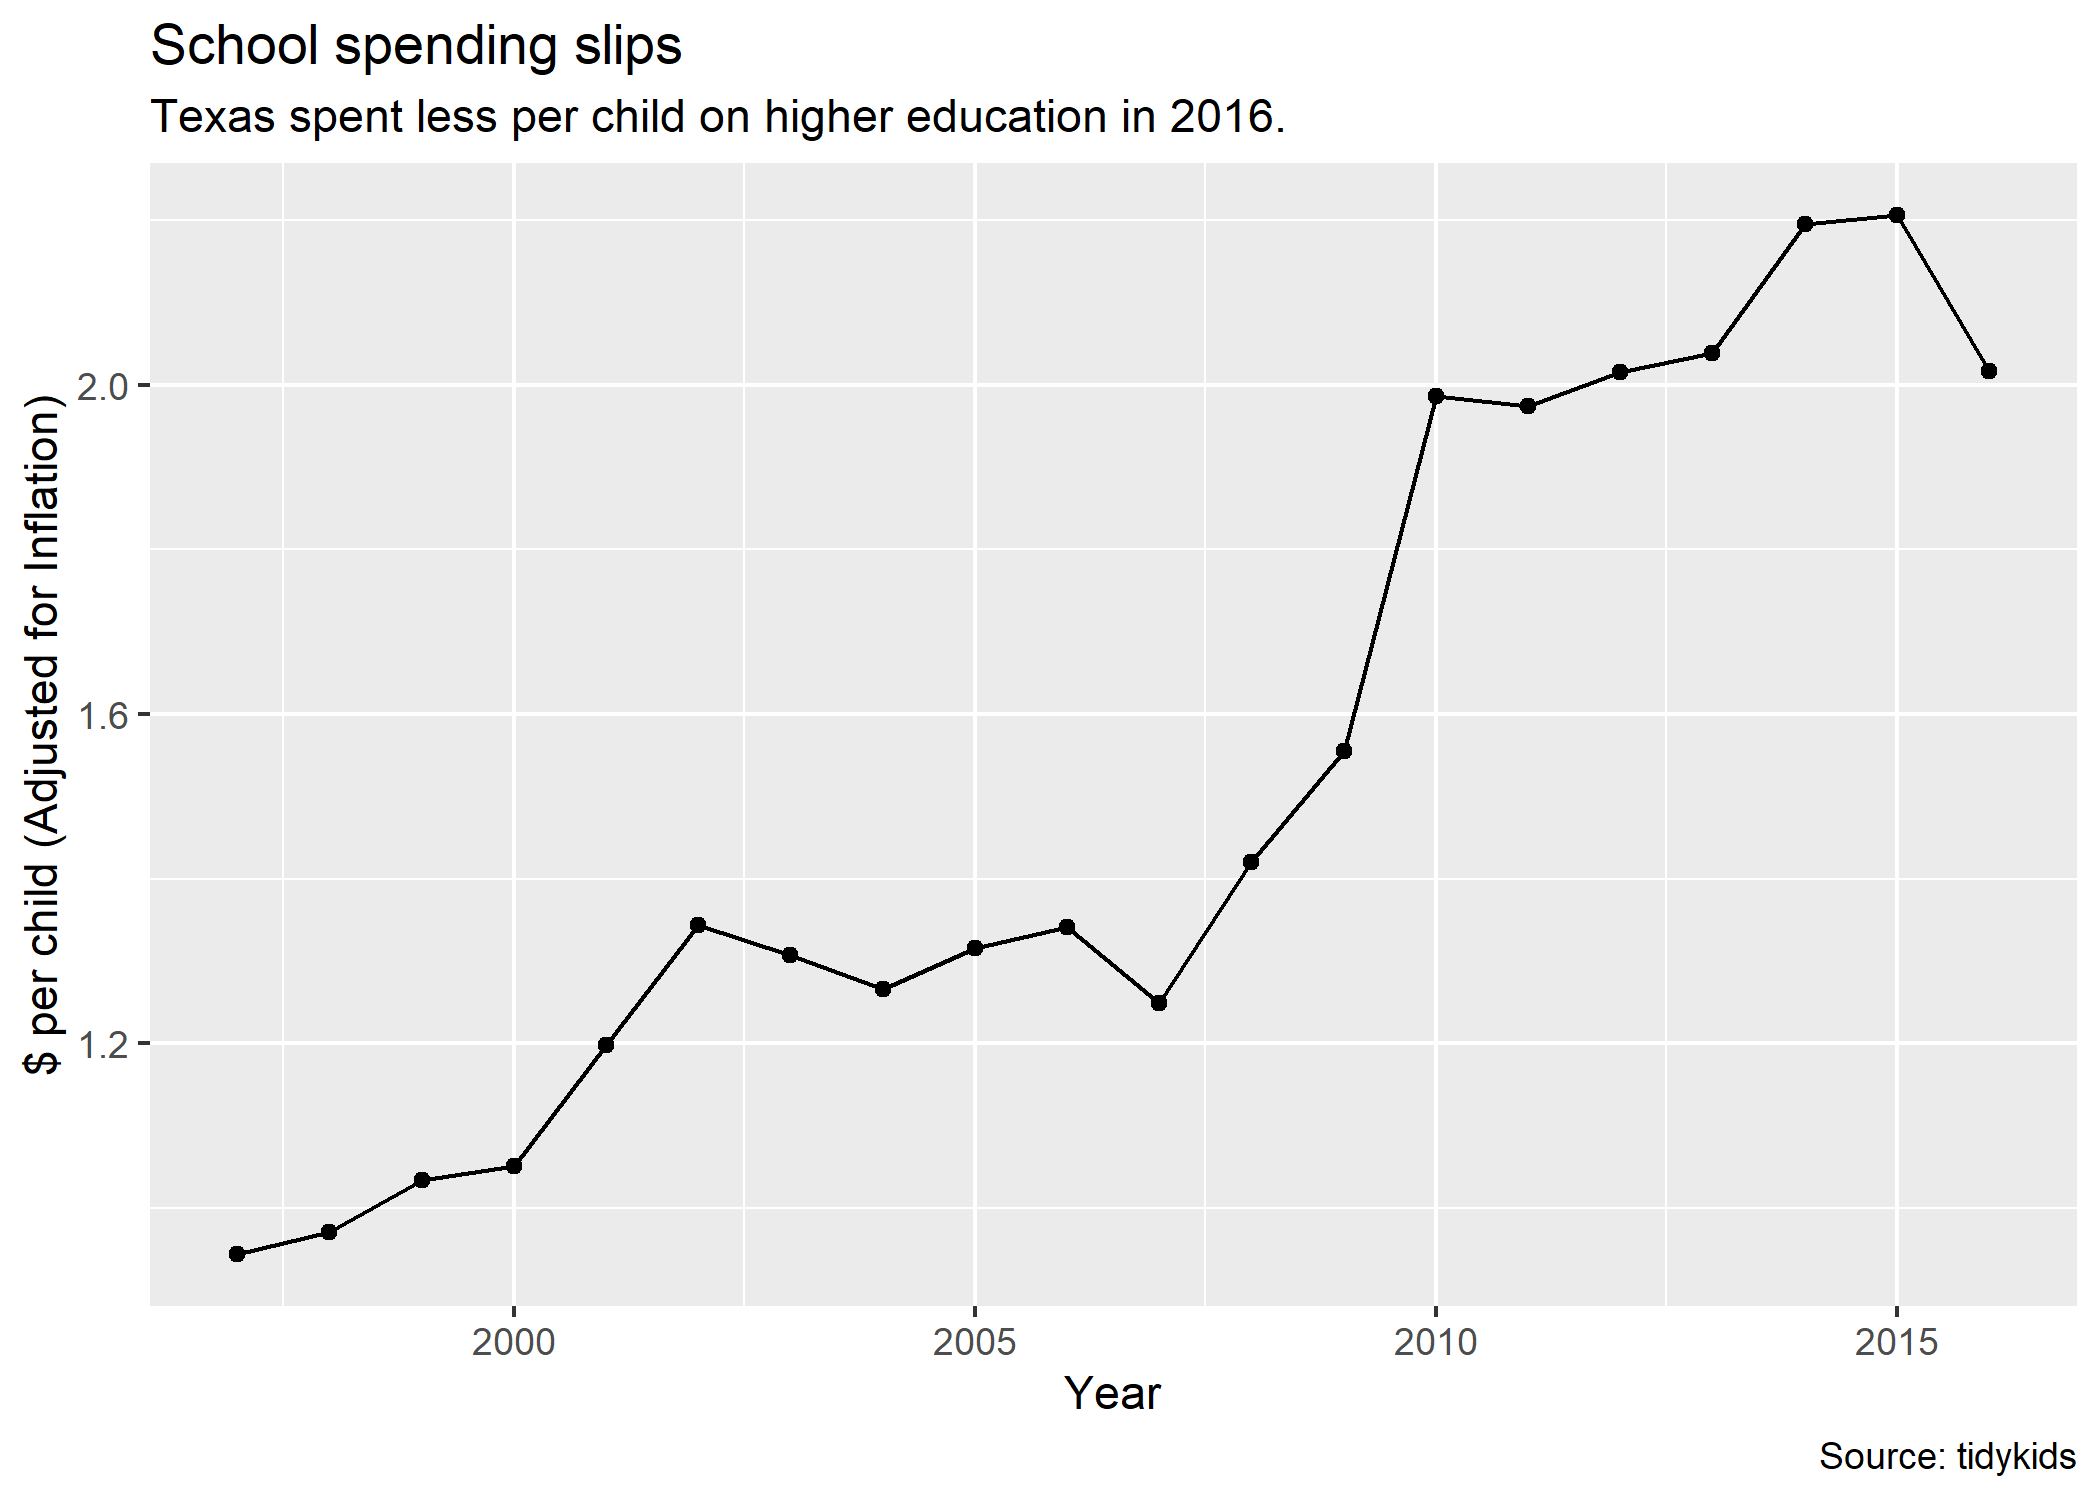 School spending slips
Texas spent less per child on higher education in 2016.
$ per child (Adjusted for Inflation)
2.0
1.6
1.2
2000
2005
2010
2015
Year
Source: tidykids